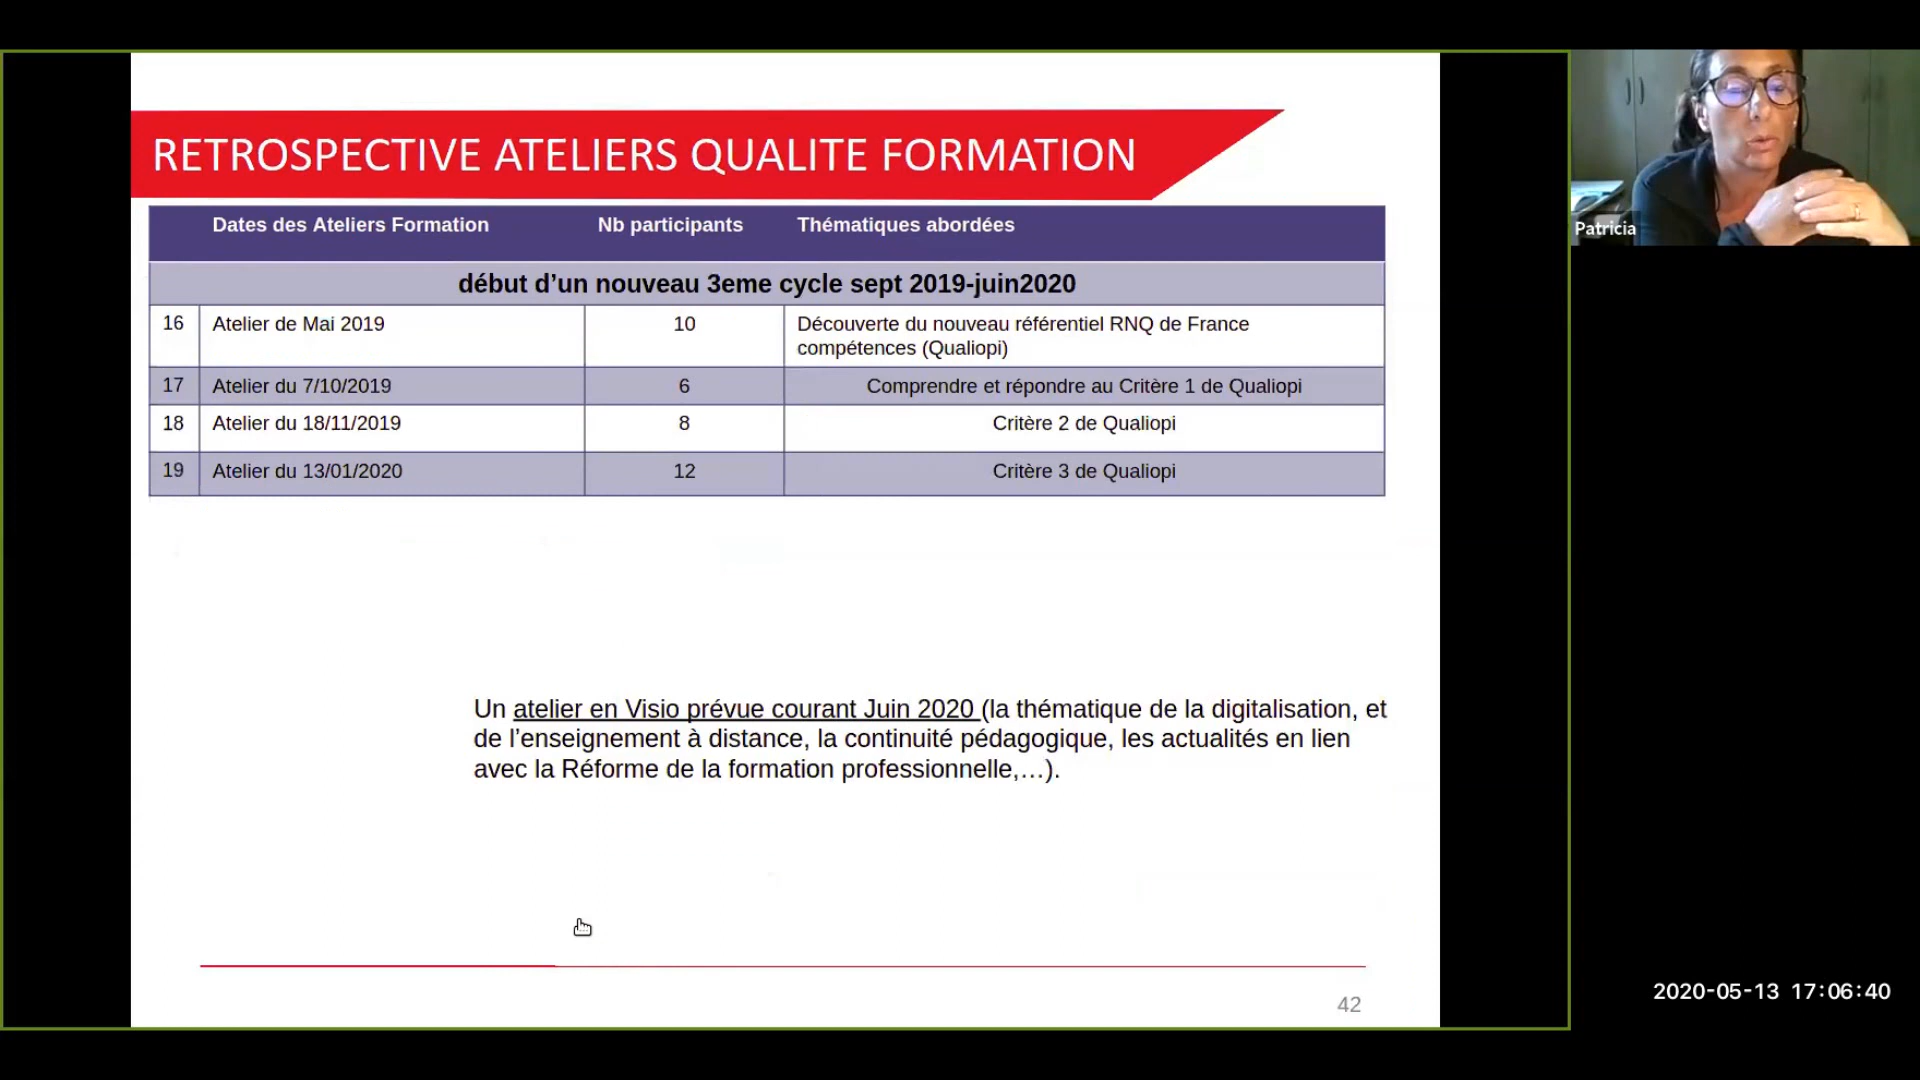 RETROSPECTIVE ATELIERS QUALITE FORMATION
Dates des Ateliers Formation Nb participants Thématiques abordées
début d’un nouveau 3eme cycle sept 2019-juin2020
16 Atelier de Mai 2019 10 Découverte du nouveau référentiel RNQ de France
compétences (Qualiopi)
17 Atelier du 7/10/2019 6 Comprendre et répondre au Critère 1 de Qualiopi
18 Atelier du 18/11/2019 8 Critère 2 de Qualiopi
19 Atelier du 13/01/2020 12 Critère 3 de Qualiopi
Un atelier en Visio prévue courant Juin 2020 (la thématique de la digitalisation, et
de l’enseignement à distance, la continuité pédagogique, les actualités en lien
avec la Réforme de la formation professionnelle,…).
42
Patricia
2020-05-13 17:06:40